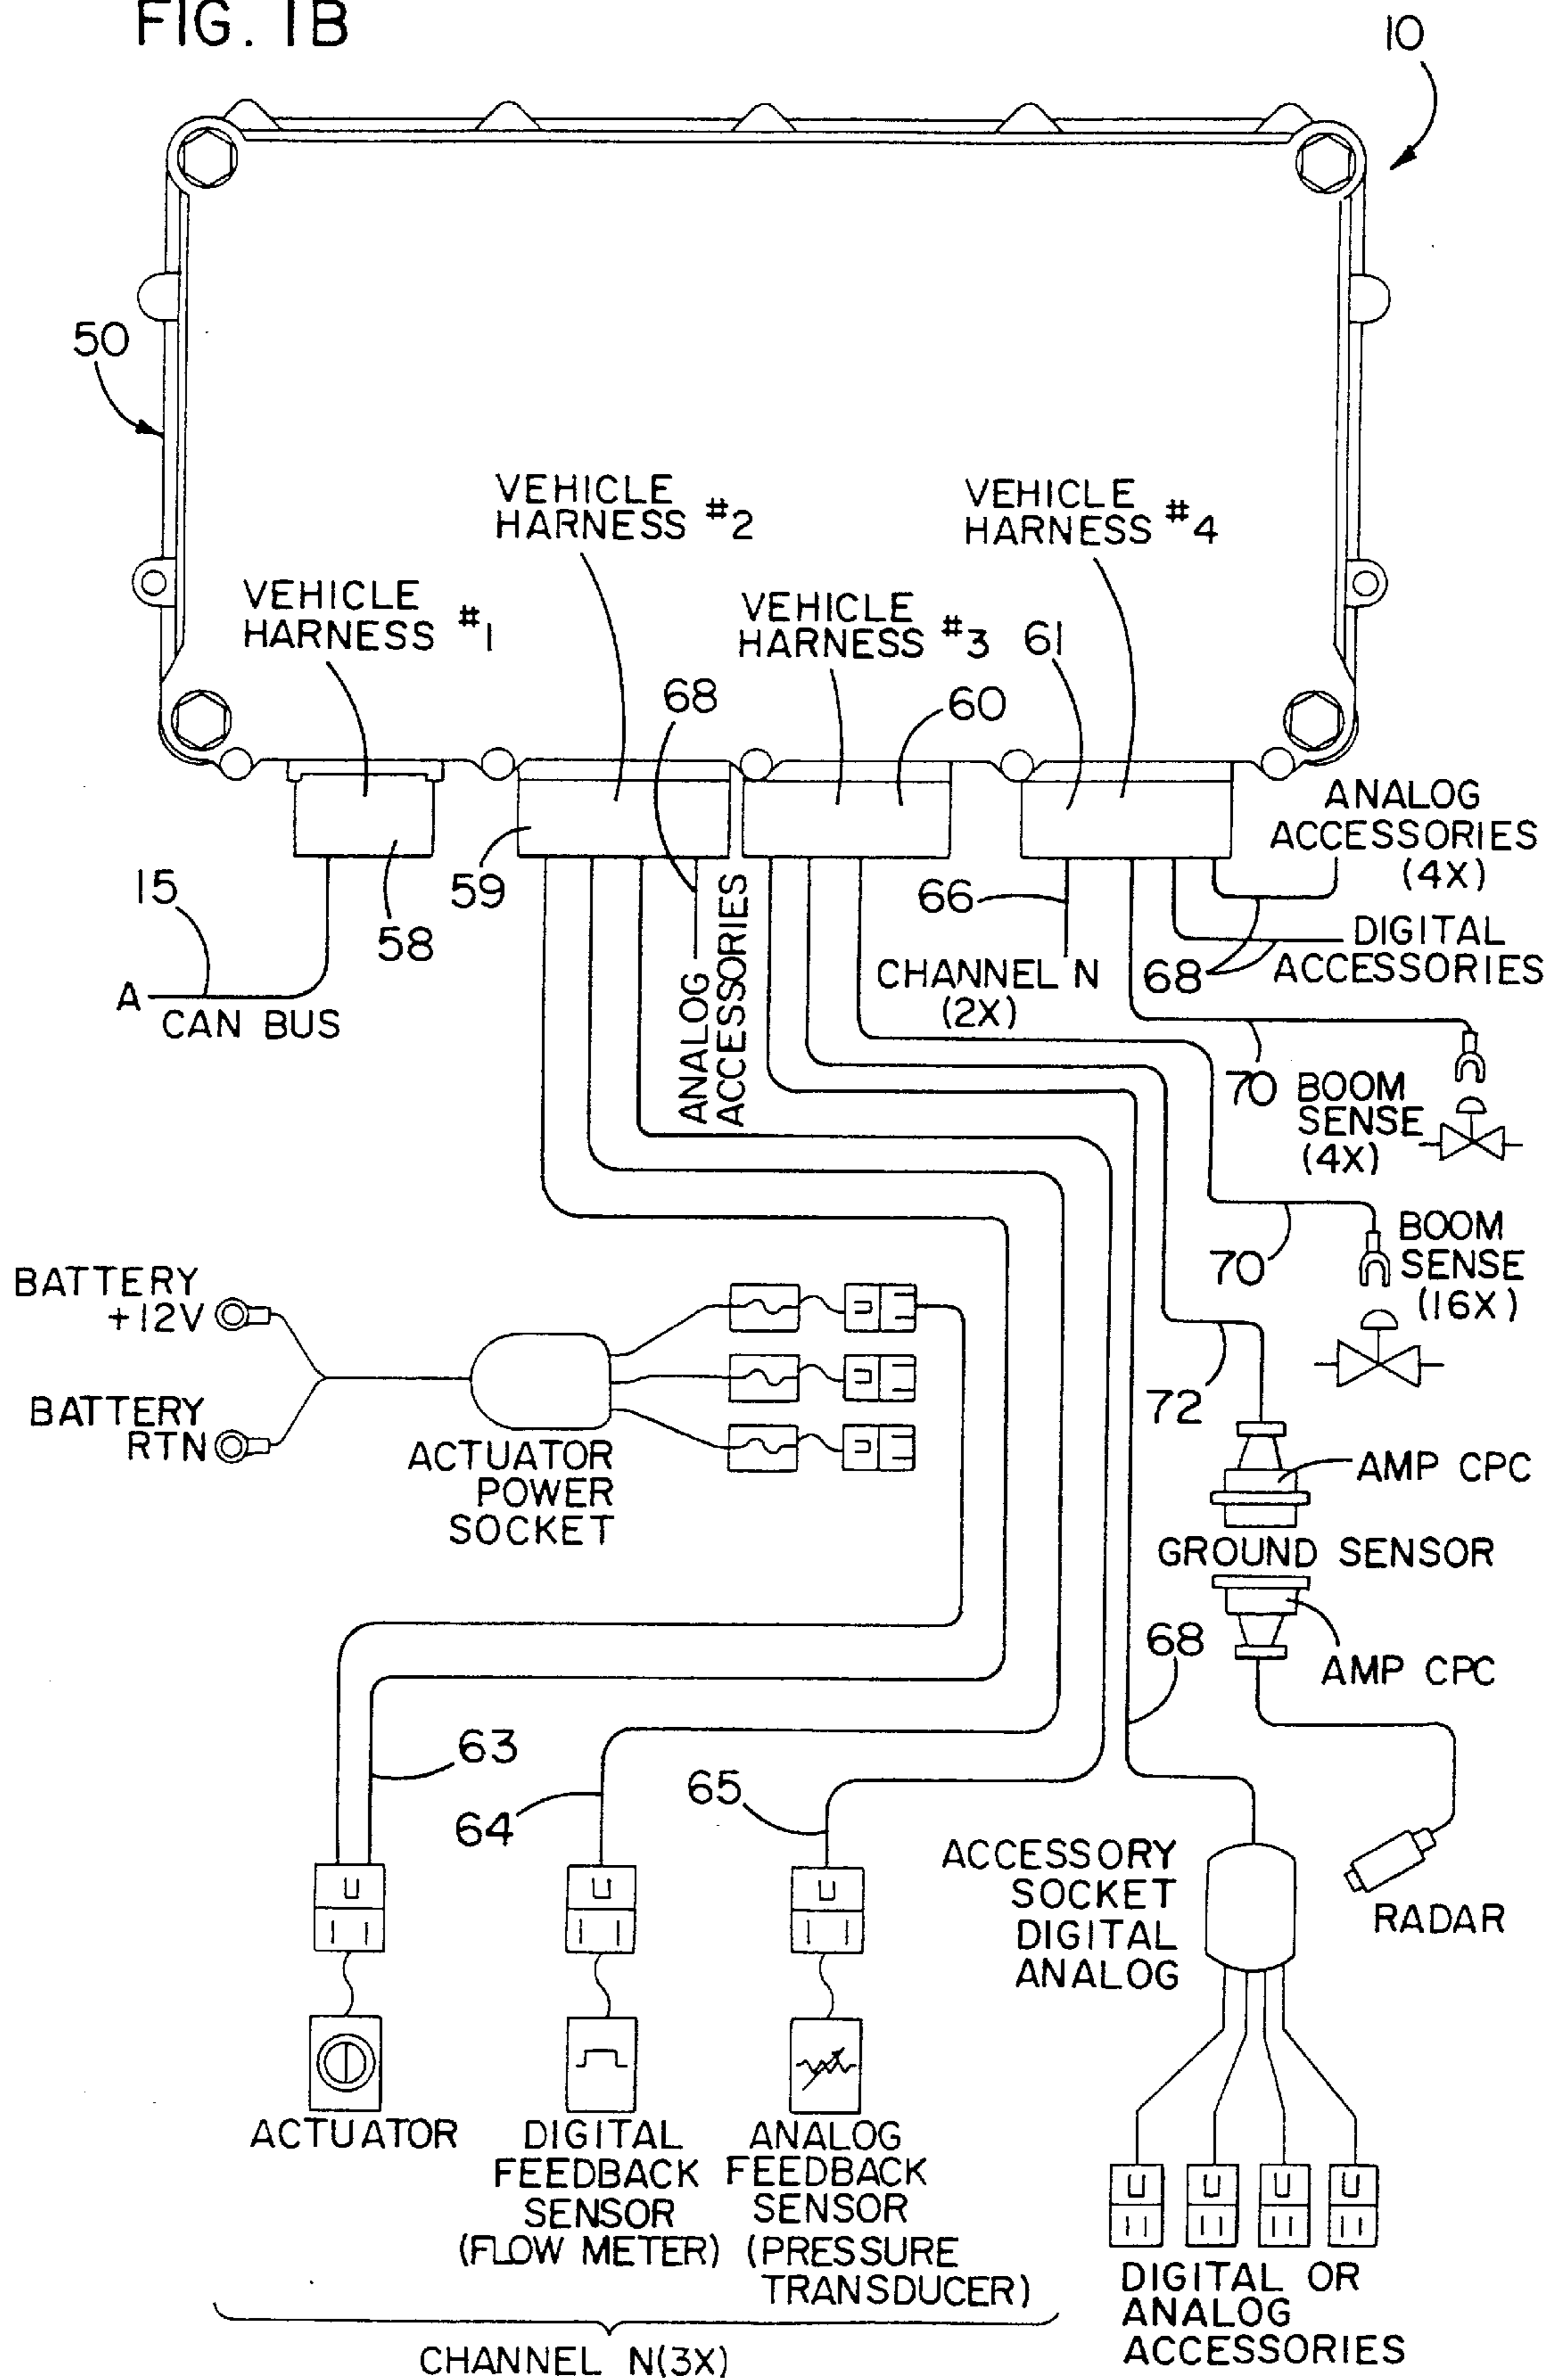 FIG. 1B
10
50
VEHICLE
HARNESS #1
VEHICLE
HARNESS #2
VEHICLE
HARNESS #3
VEHICLE
HARNESS #4
61
68
60
59
58
15
A
CAN BUS
ANALOG
ACCESSORIES
66
CHANNEL N
(2X)
ANALOG
ACCESSORIES
(4X)
DIGITAL
ACCESSORIES
68
70
BOOM
SENSE
(4X)
70
BOOM
SENSE
(16X)
72
BATTERY
+12V
BATTERY
RTN
ACTUATOR
POWER
SOCKET
AMP CPC
GROUND SENSOR
AMP CPC
68
63
64
65
ACCESSORY
SOCKET
DIGITAL
ANALOG
RADAR
ACTUATOR
DIGITAL
FEEDBACK
SENSOR
(FLOW METER)
ANALOG
FEEDBACK
SENSOR
(PRESSURE
TRANSDUCER)
DIGITAL OR
ANALOG
ACCESSORIES
CHANNEL N(3X)